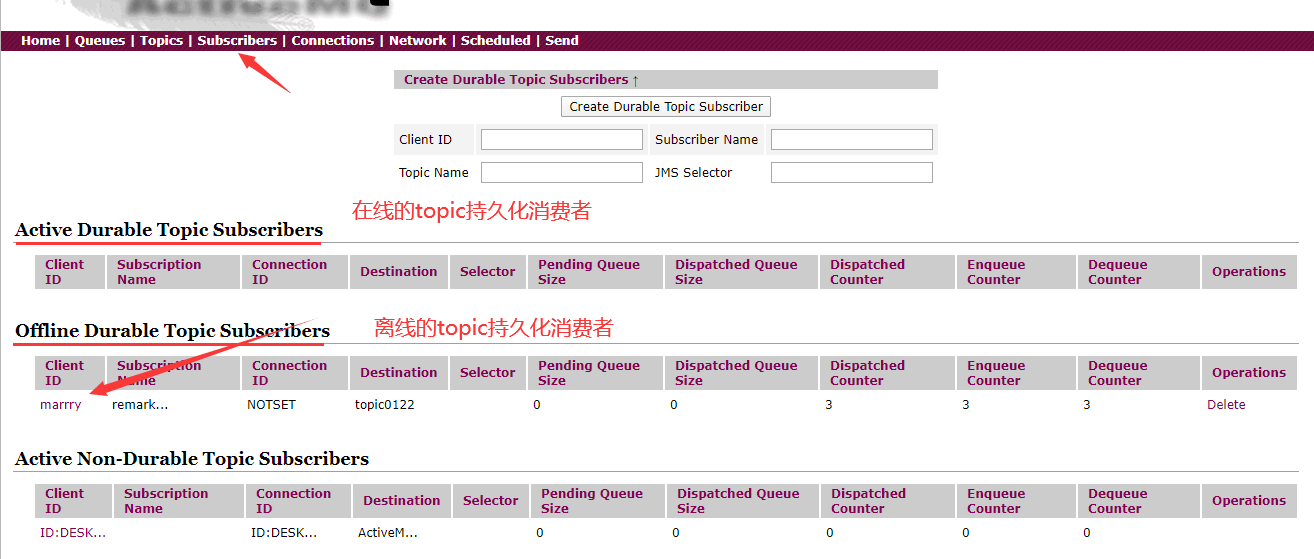 Home | Queues | Topics | Subscribers | Connections | Network | Scheduled | Send
Create Durable Topic Subscribers ↑
Create Durable Topic Subscriber
Client ID Subscriber Name
Topic Name JMS Selector
在线的topic持久化消费者
Active Durable Topic Subscribers
Client ID Subscription Name Connection ID Destination Selector Pending Queue Size Dispatched Queue Size Dispatched Counter Enqueue Counter Dequeue Counter Operations
离线的topic持久化消费者
Offline Durable Topic Subscribers
Client ID Subscription Name Connection ID Destination Selector Pending Queue Size Dispatched Queue Size Dispatched Counter Enqueue Counter Dequeue Counter Operations
marrry remark... NOTSET topic0122 0 0 3 3 3 Delete
Active Non-Durable Topic Subscribers
Client ID Subscription Name Connection ID Destination Selector Pending Queue Size Dispatched Queue Size Dispatched Counter Enqueue Counter Dequeue Counter Operations
ID:DESK... ID:DESK... ActiveM... 0 0 0 0 0